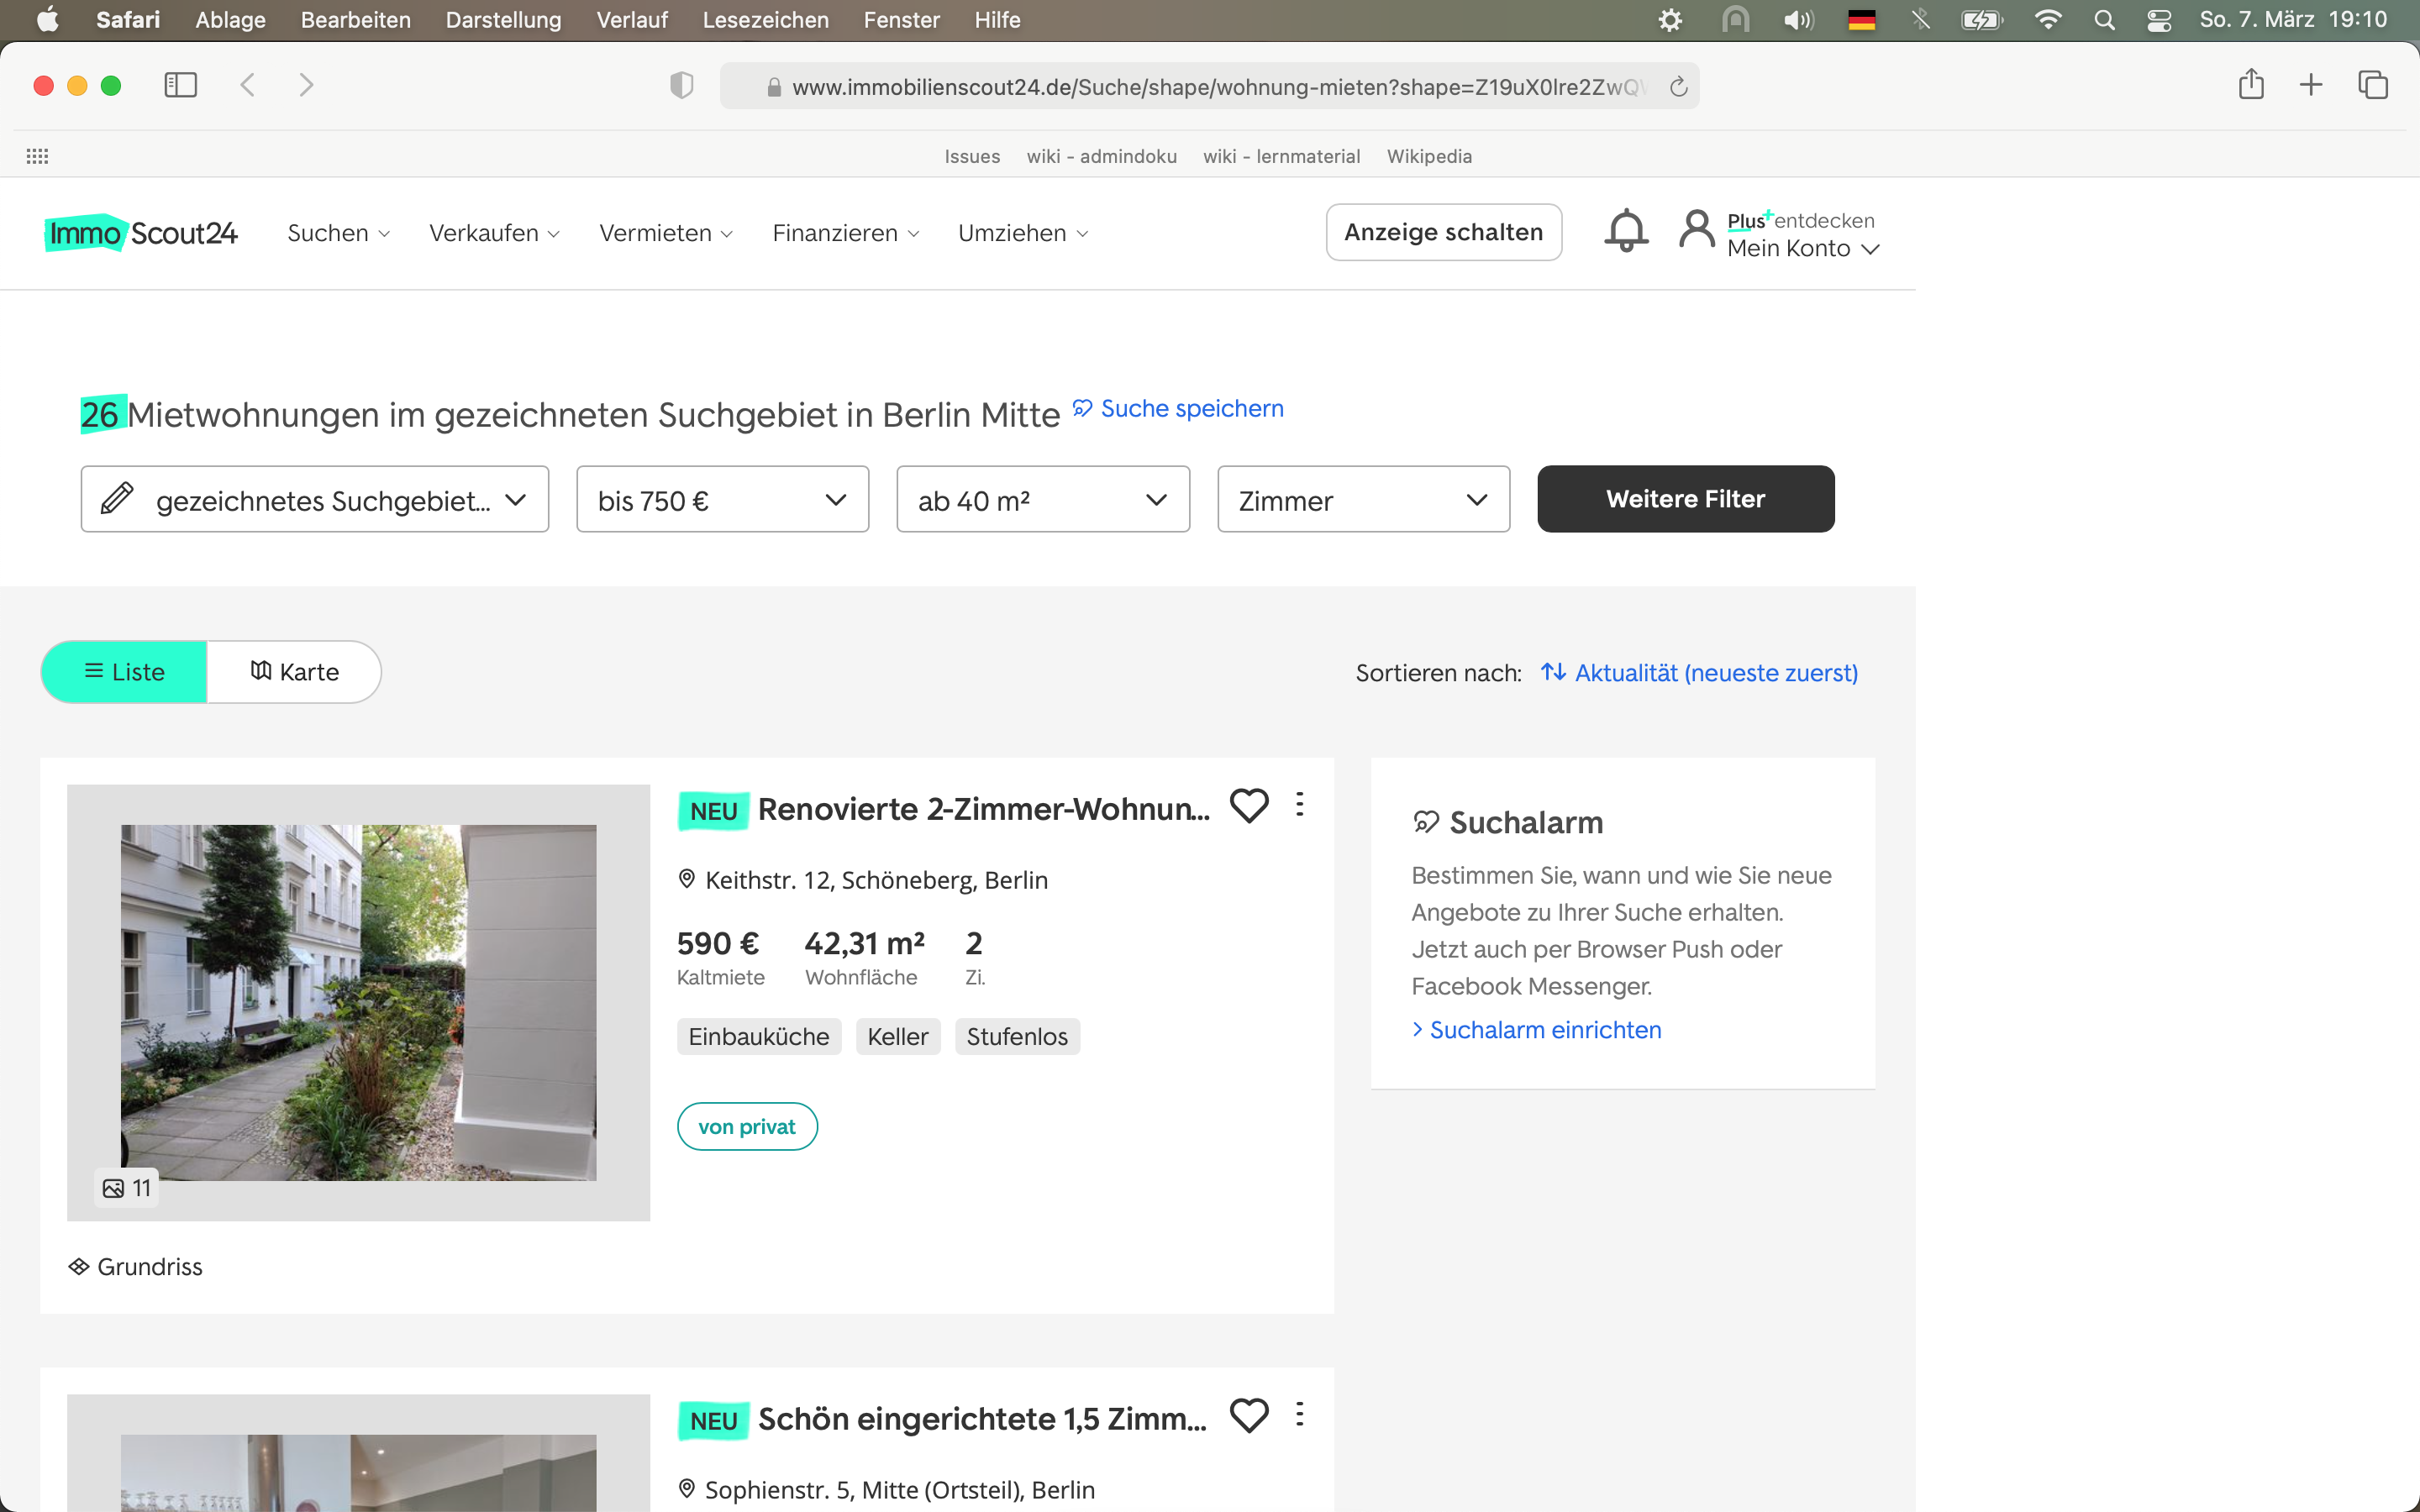 Safari Ablage Bearbeiten Darstellung Verlauf Lesezeichen Fenster Hilfe So. 7. März 19:10
www.immobilienscout24.de/Suche/shape/wohnung-mieten?shape=Z19uX0lre2ZwQ
Issues wiki - admindoku wiki - lernmaterial Wikipedia
ImmoScout24 Suchen Verkaufen Vermieten Finanzieren Umziehen Anzeige schalten Plus+ entdecken
Mein Konto
26 Mietwohnungen im gezeichneten Suchgebiet in Berlin Mitte Suche speichern
gezeichnetes Suchgebiet... bis 750 € ab 40 m² Zimmer Weitere Filter
Liste Karte Sortieren nach: Aktualität (neueste zuerst)
NEU Renovierte 2-Zimmer-Wohnun...
Keithstr. 12, Schöneberg, Berlin
590 € 42,31 m² 2
Kaltmiete Wohnfläche Zi.
Einbauküche Keller Stufenlos
von privat
11
Grundriss
Suchalarm
Bestimmen Sie, wann und wie Sie neue
Angebote zu Ihrer Suche erhalten.
Jetzt auch per Browser Push oder
Facebook Messenger.
Suchalarm einrichten
NEU Schön eingerichtete 1,5 Zimm...
Sophienstr. 5, Mitte (Ortsteil), Berlin